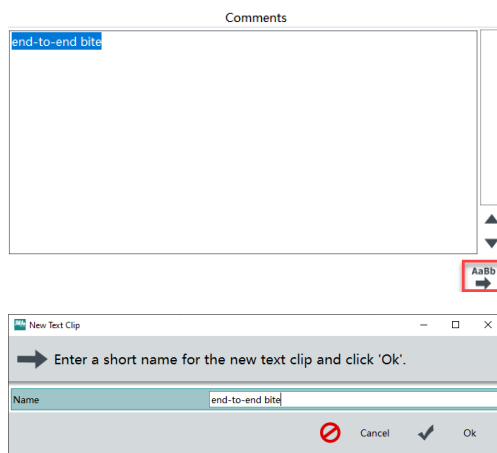 Comments
end-to-end bite
AaBb
New Text Clip
Enter a short name for the new text clip and click 'Ok'.
Name end-to-end bite
Cancel Ok